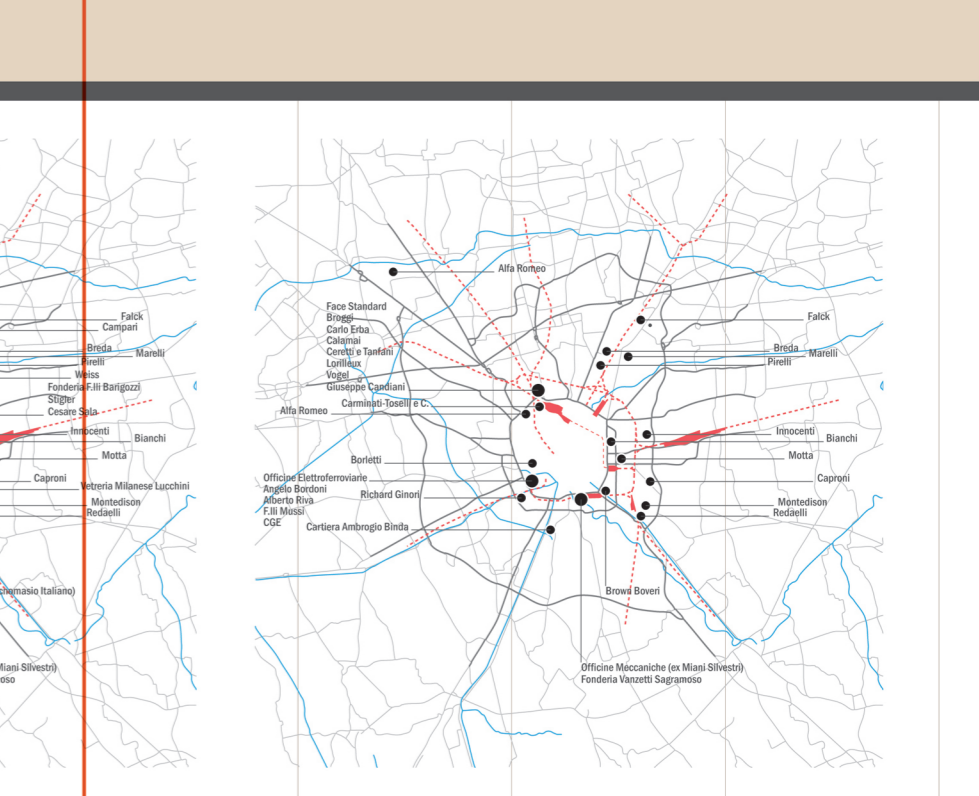 Falck
Campari
Breda
Marelli
Pirelli
Weiss
Fonderia F.lli Barigozzi
Stigler
Cesare Sala
Innocenti
Bianchi
Motta
Caproni
Vetreria Milanese Lucchini
Montedison
Redaelli
Italiano)
Miani Silvestri)
Alfa Romeo
Face Standard
Broggi
Carlo Erba
Calamai
Ceretti e Tanfani
Lorilleux
Vogel
Giuseppe Candiani
Carminati-Toselli e C.
Alfa Romeo
Borletti
Officine Elettroferroviarie
Angelo Bordoni
Alberto Riva
F.lli Mussi
CGE
Richard Ginori
Cartiera Ambrogio Binda
Falck
Breda
Marelli
Pirelli
Innocenti
Bianchi
Motta
Caproni
Montedison
Redaelli
Brown Boveri
Officine Meccaniche (ex Miani Silvestri)
Fonderia Vanzetti Sagramoso